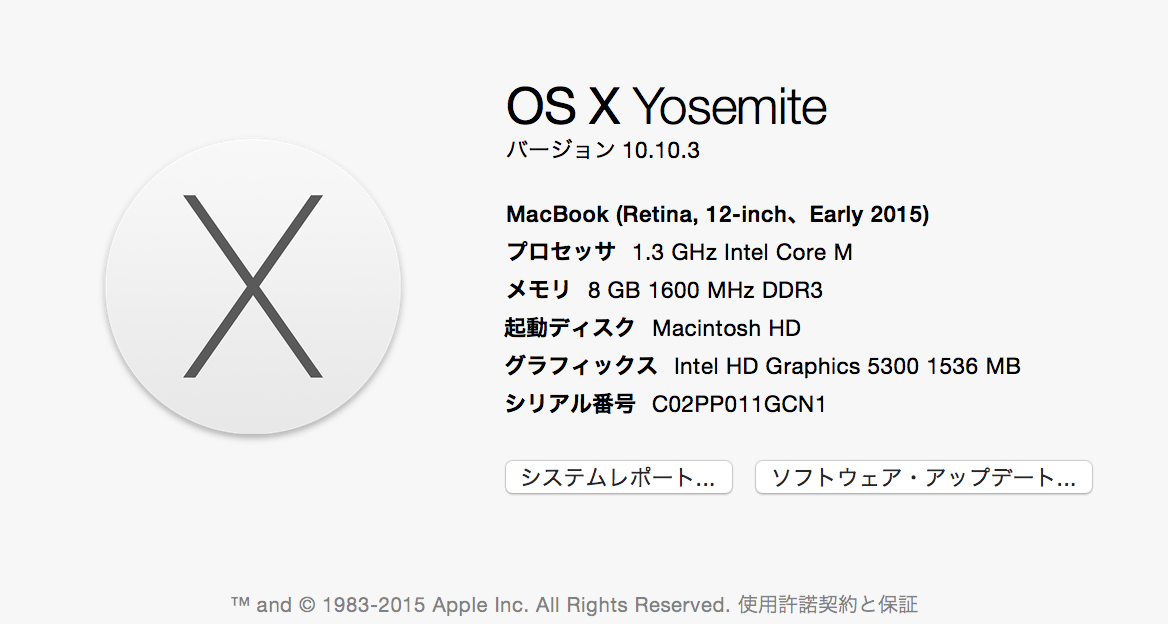 OS X Yosemite
バージョン 10.10.3
MacBook (Retina, 12-inch、Early 2015)
プロセッサ 1.3 GHz Intel Core M
メモリ 8 GB 1600 MHz DDR3
起動ディスク Macintosh HD
グラフィックス Intel HD Graphics 5300 1536 MB
シリアル番号 C02PP011GCN1
システムレポート... ソフトウェア・アップデート...
™ and © 1983-2015 Apple Inc. All Rights Reserved. 使用許諾契約と保証